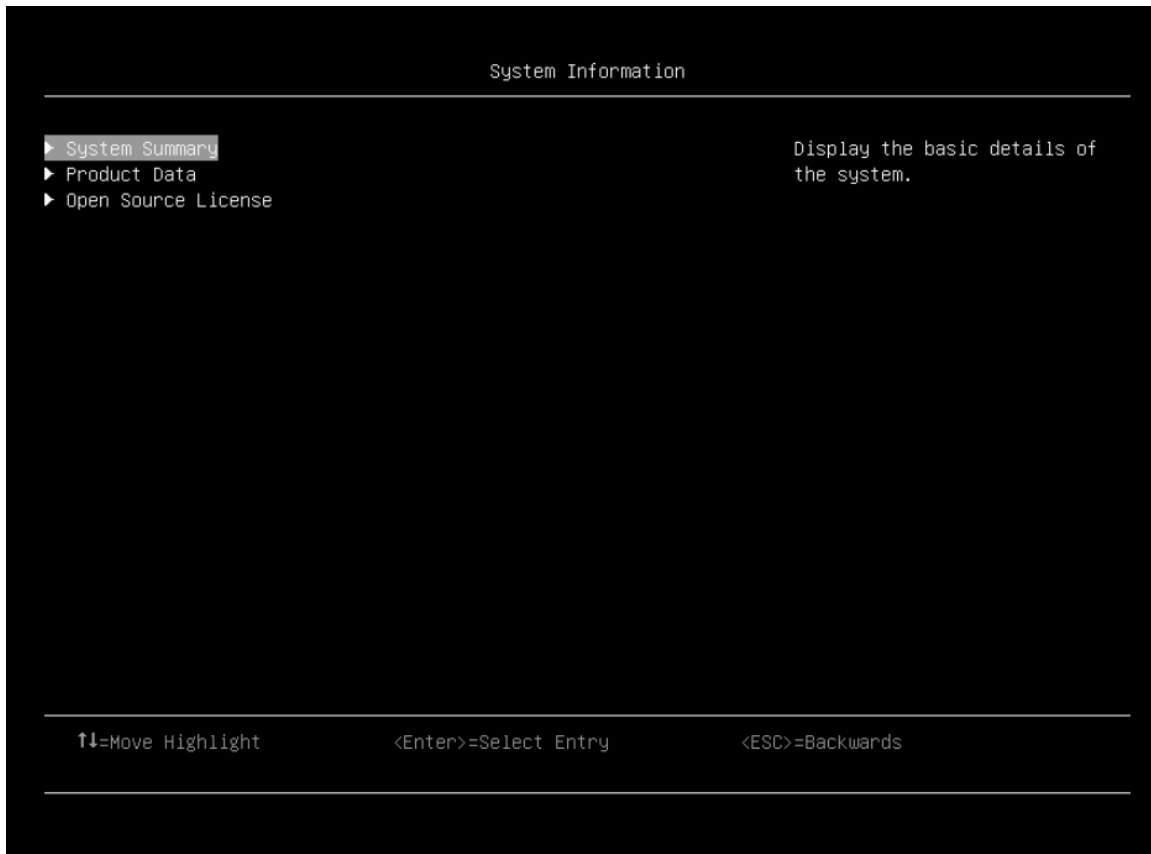 System Information
▶ System Summary
Display the basic details of
▶ Product Data
the system.
▶ Open Source License
↑↓=Move Highlight <Enter>=Select Entry <ESC>=Backwards